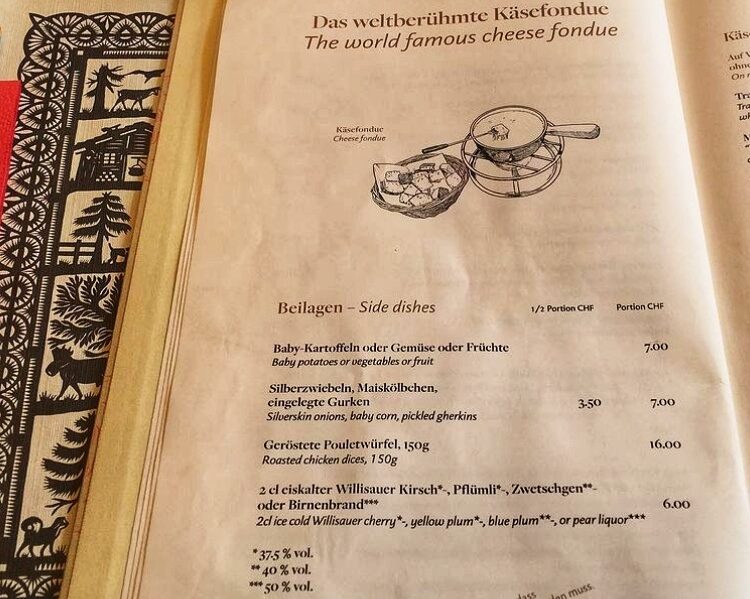 Das weltberühmte Käsefondue
The world famous cheese fondue
Käsefondue
Cheese fondue
Beilagen – Side dishes 1/2 Portion CHF Portion CHF
Baby-Kartoffeln oder Gemüse oder Früchte 7.00
Baby potatoes or vegetables or fruit
Silberzwiebeln, Maiskölbchen,
eingelegte Gurken 3.50 7.00
Silverskin onions, baby corn, pickled gherkins
Geröstete Pouletwürfel, 150g 16.00
Roasted chicken dices, 150g
2 cl eiskalter Willisauer Kirsch*-, Pflümli*-, Zwetschgen**-
oder Birnenbrand*** 6.00
2cl ice cold Willisauer cherry*-, yellow plum*-, blue plum**-, or pear liquor***
* 37.5 % vol.
** 40 % vol.
*** 50 % vol.
muss.
Auf